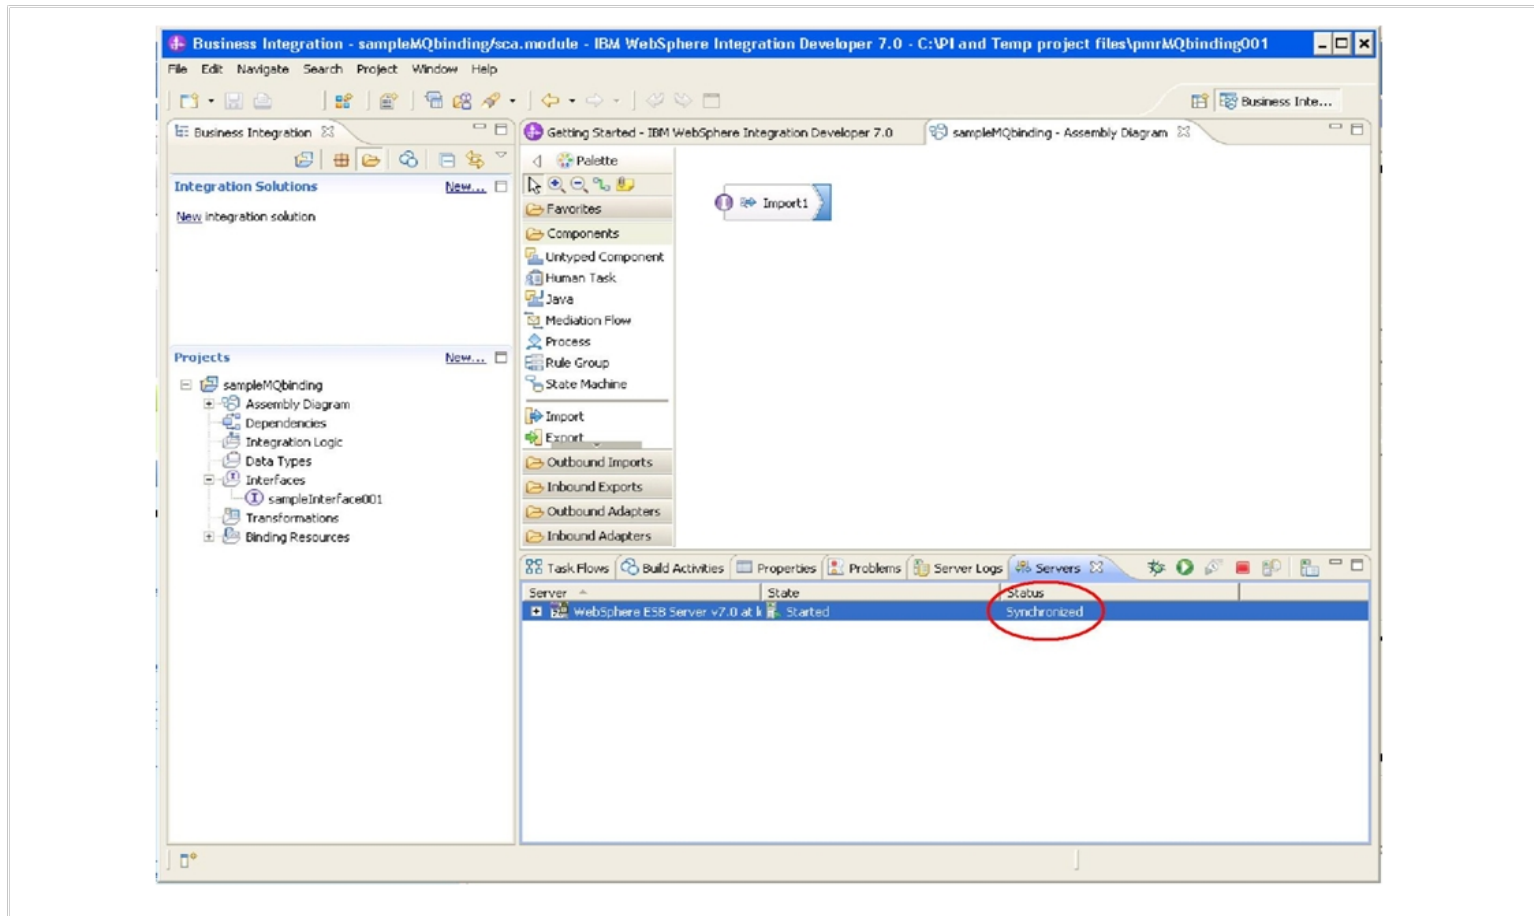 Business Integration - sampleMQbinding/sca.module - IBM WebSphere Integration Developer 7.0 - C:\PI and Temp project files\pmrMQbinding001
File Edit Navigate Search Project Window Help
Business Inte...
Business Integration
Integration Solutions New...
New integration solution
Projects New...
sampleMQbinding
Assembly Diagram
Dependencies
Integration Logic
Data Types
Interfaces
sampleInterface001
Transformations
Binding Resources
Getting Started - IBM WebSphere Integration Developer 7.0 sampleMQbinding - Assembly Diagram
Palette
Favorites
Components
Untyped Component
Human Task
Java
Mediation Flow
Process
Rule Group
State Machine
Import
Export
Outbound Imports
Inbound Exports
Outbound Adapters
Inbound Adapters
Import1
Task Flows Build Activities Properties Problems Server Logs Servers
Server State Status
WebSphere ESB Server v7.0 at Started Synchronized